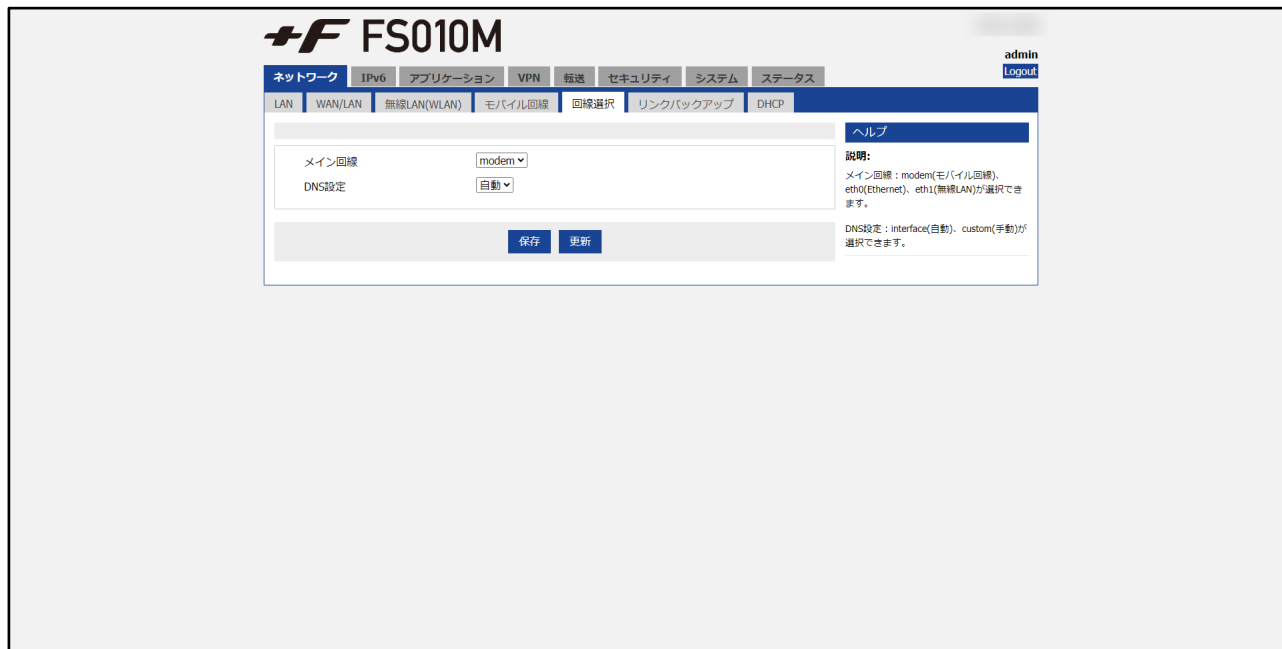 +F FS010M
admin
Logout
ネットワーク IPv6 アプリケーション VPN 転送 セキュリティ システム ステータス
LAN WAN/LAN 無線LAN(WLAN) モバイル回線 回線選択 リンクバックアップ DHCP
メイン回線 modem
DNS設定 自動
保存 更新
ヘルプ
説明:
メイン回線：modem(モバイル回線)、
eth0(Ethernet)、eth1(無線LAN)が選択でき
ます。
DNS設定：interface(自動)、custom(手動)が
選択できます。